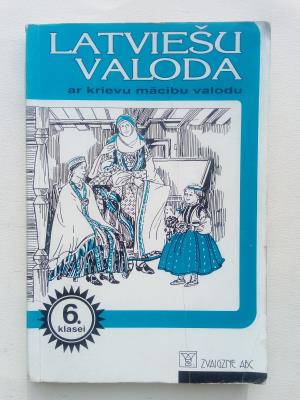 LATVIEŠU
VALODA
ar krievu mācību valodu
6.
klasei
ZVAIGZNE ABC